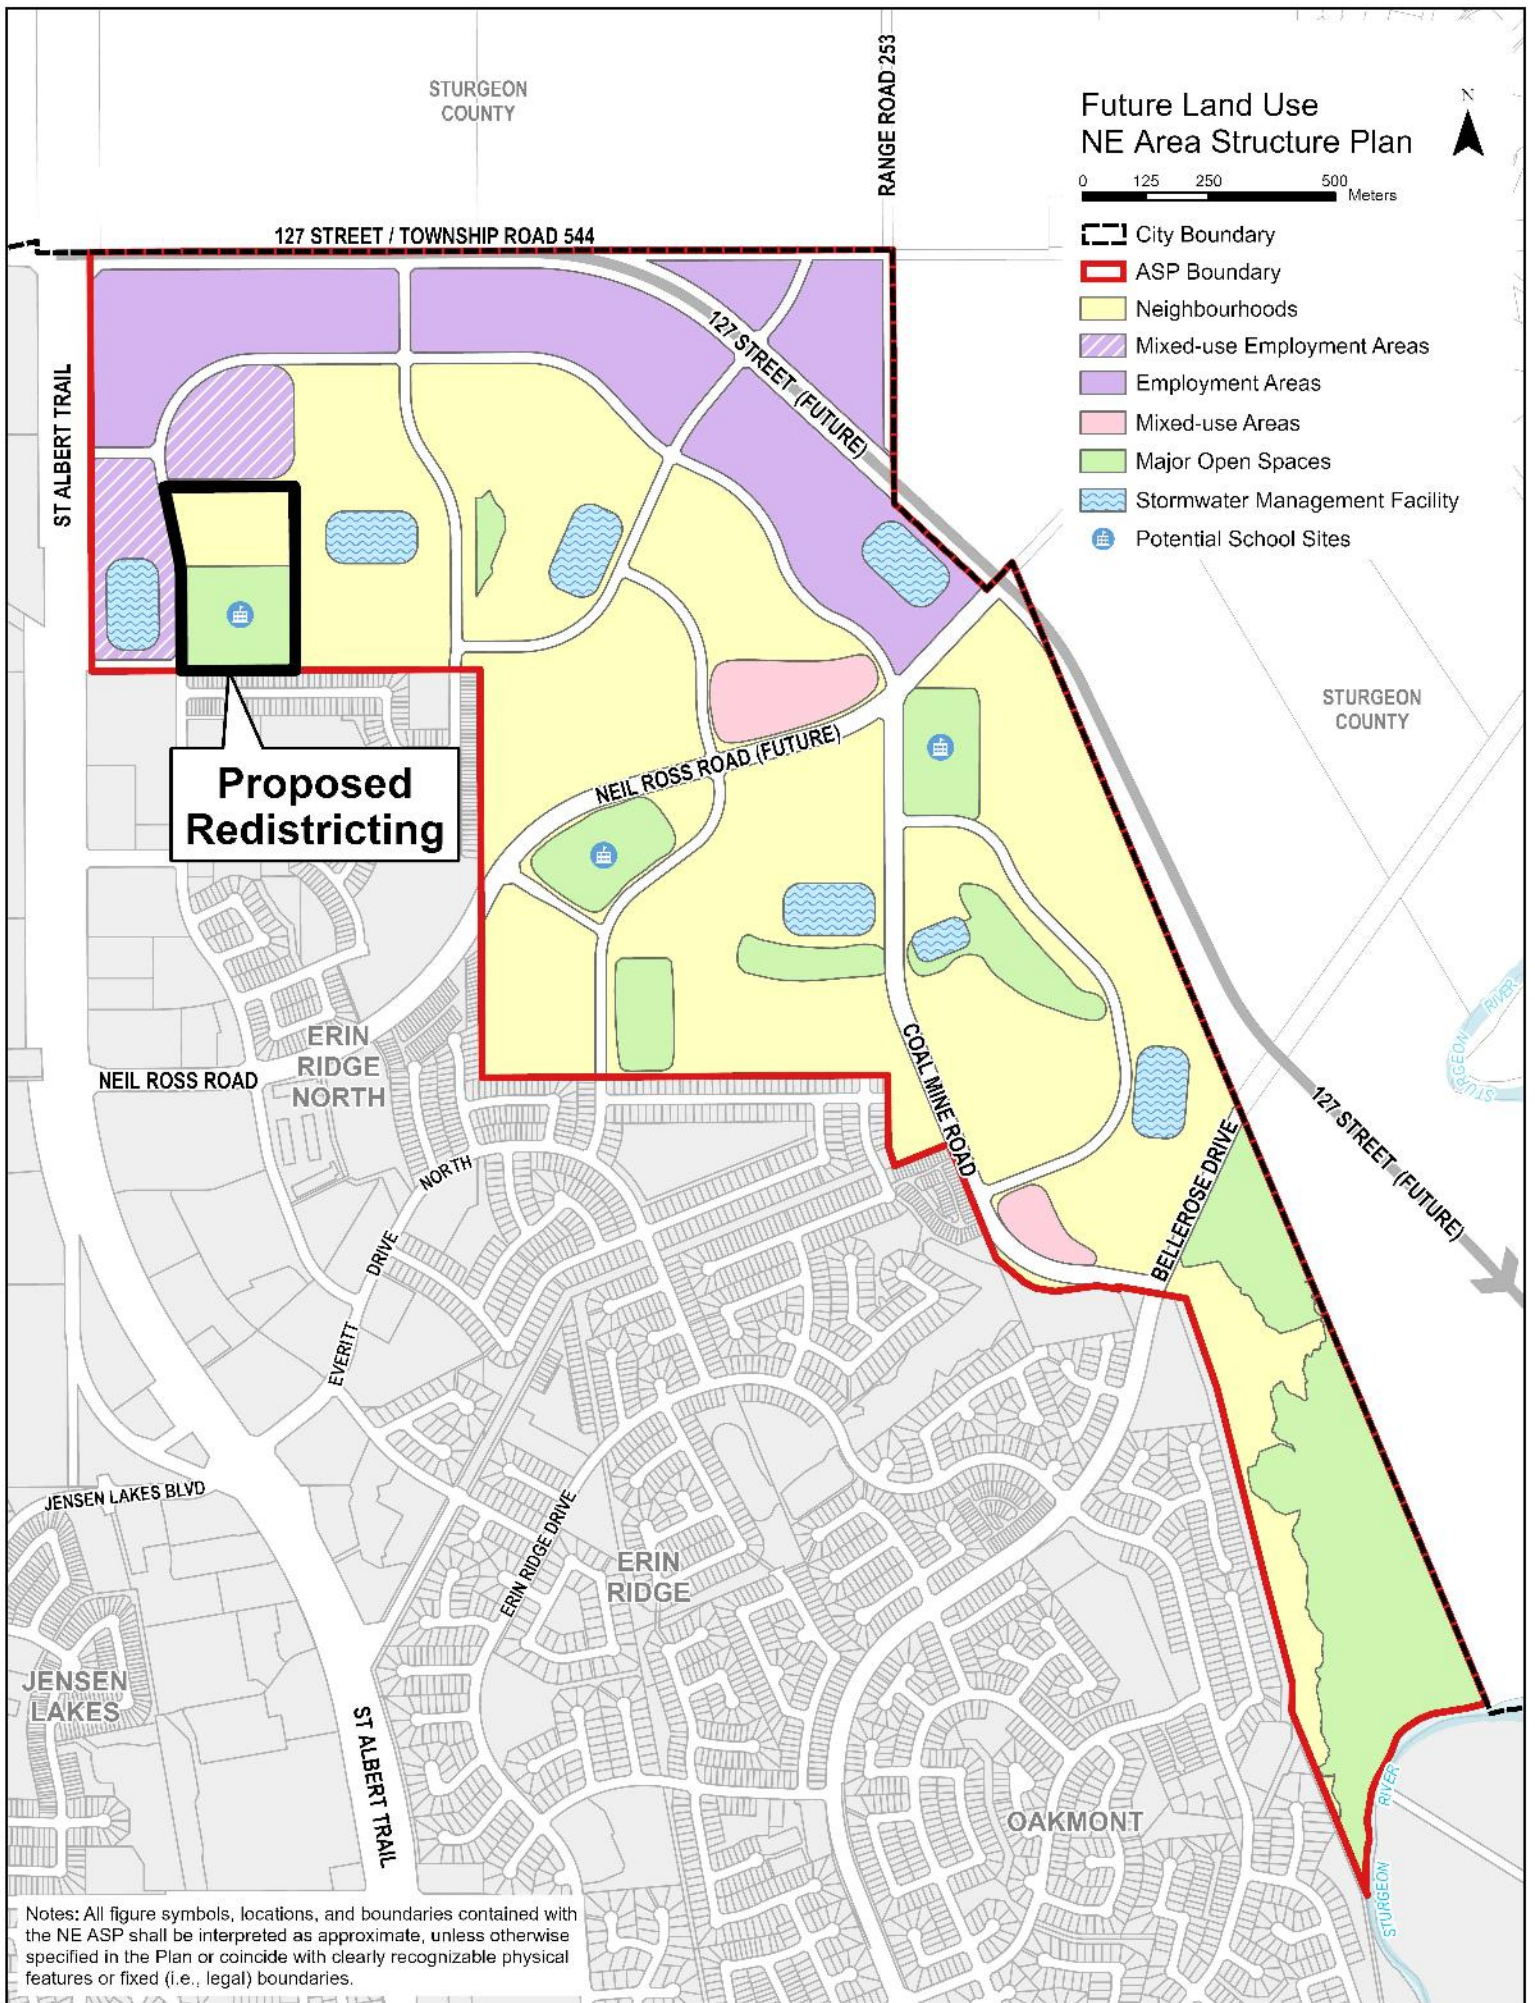 STURGEON
COUNTY
RANGE ROAD 253
Future Land Use
NE Area Structure Plan
N
0 125 250 500
Meters
City Boundary
ASP Boundary
Neighbourhoods
Mixed-use Employment Areas
Employment Areas
Mixed-use Areas
Major Open Spaces
Stormwater Management Facility
Potential School Sites
127 STREET / TOWNSHIP ROAD 544
127 STREET (FUTURE)
ST ALBERT TRAIL
STURGEON
COUNTY
Proposed
Redistricting
NEIL ROSS ROAD (FUTURE)
ERIN
RIDGE
NORTH
NEIL ROSS ROAD
COAL MINE ROAD
STURGEON RIVER
127 STREET (FUTURE)
BELLEROSE DRIVE
EVERITT DRIVE NORTH
JENSEN LAKES BLVD
ERIN RIDGE DRIVE
ERIN
RIDGE
JENSEN
LAKES
ST ALBERT TRAIL
OAKMONT
STURGEON RIVER
Notes: All figure symbols, locations, and boundaries contained with
the NE ASP shall be interpreted as approximate, unless otherwise
specified in the Plan or coincide with clearly recognizable physical
features or fixed (i.e., legal) boundaries.